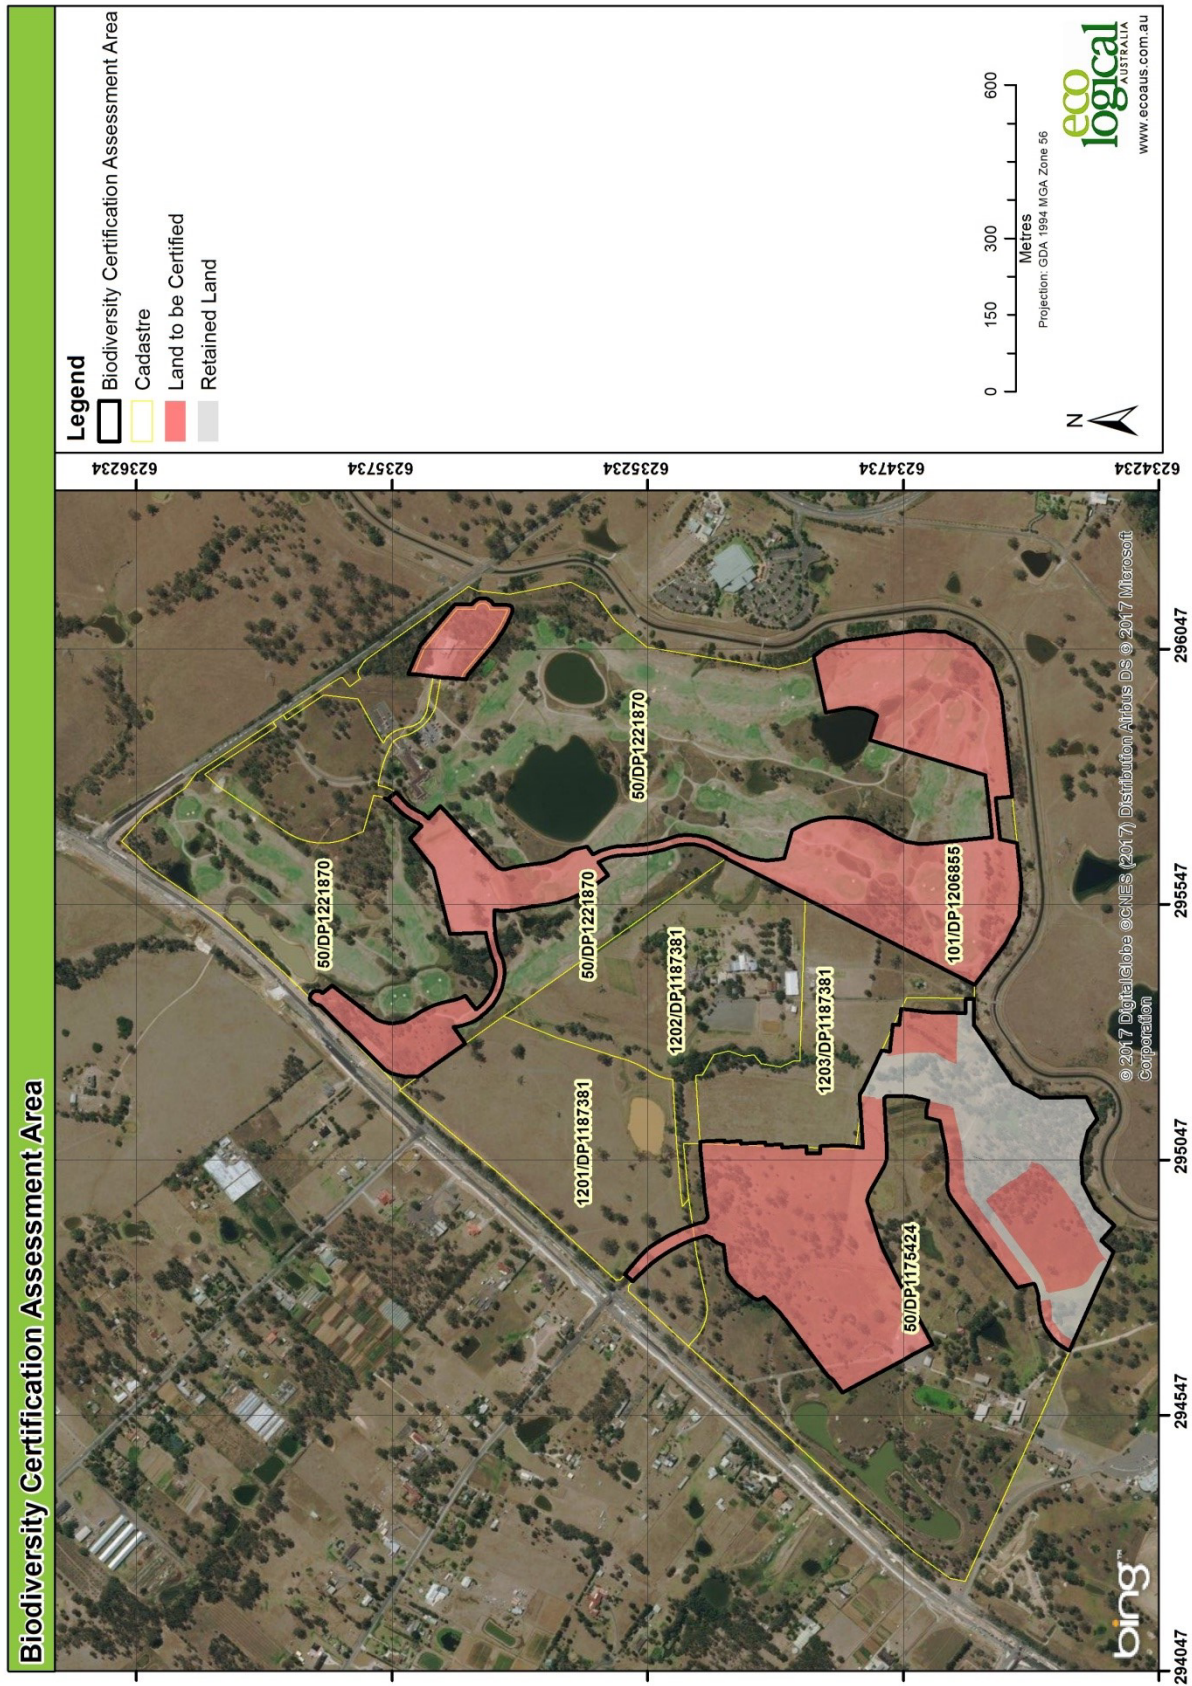 Biodiversity Certification Assessment Area
Legend
Biodiversity Certification Assessment Area
Cadastre
Land to be Certified
Retained Land
6236234
6235734
6235234
6234734
6234234
50/DP1221870
50/DP1221870
50/DP1221870
1201/DP1187381
1202/DP1187381
1203/DP1187381
101/DP1206855
50/DP1175424
© 2017 DigitalGlobe ©CNES (2017) Distribution Airbus DS © 2017 Microsoft
Corporation
bing™
294047
294547
295047
295547
296047
N
0
150
300
600
Metres
Projection: GDA 1994 MGA Zone 56
eco
logical
AUSTRALIA
www.ecoaus.com.au